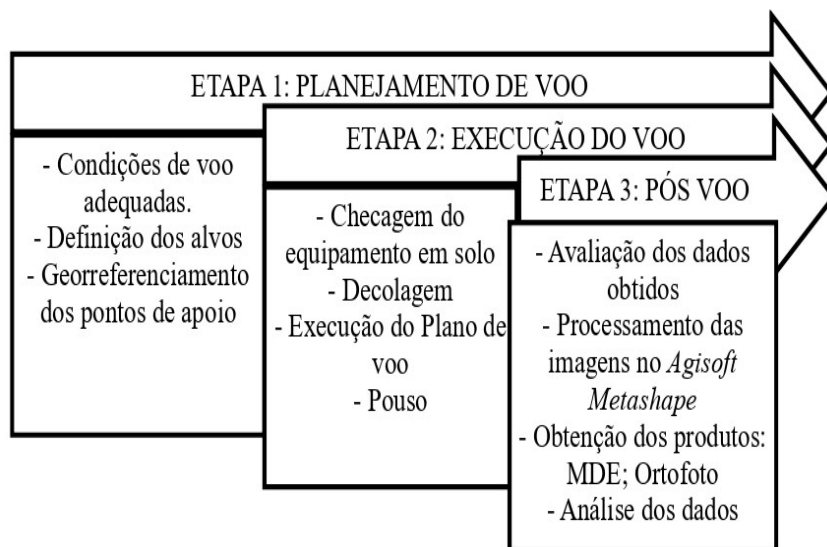 ETAPA 1: PLANEJAMENTO DE VOO
- Condições de voo
adequadas.
- Definição dos alvos
- Georreferenciamento
dos pontos de apoio
ETAPA 2: EXECUÇÃO DO VOO
- Checagem do
equipamento em solo
- Decolagem
- Execução do Plano de
voo
- Pouso
ETAPA 3: PÓS VOO
- Avaliação dos dados
obtidos
- Processamento das
imagens no Agisoft
Metashape
- Obtenção dos produtos:
MDE; Ortofoto
- Análise dos dados